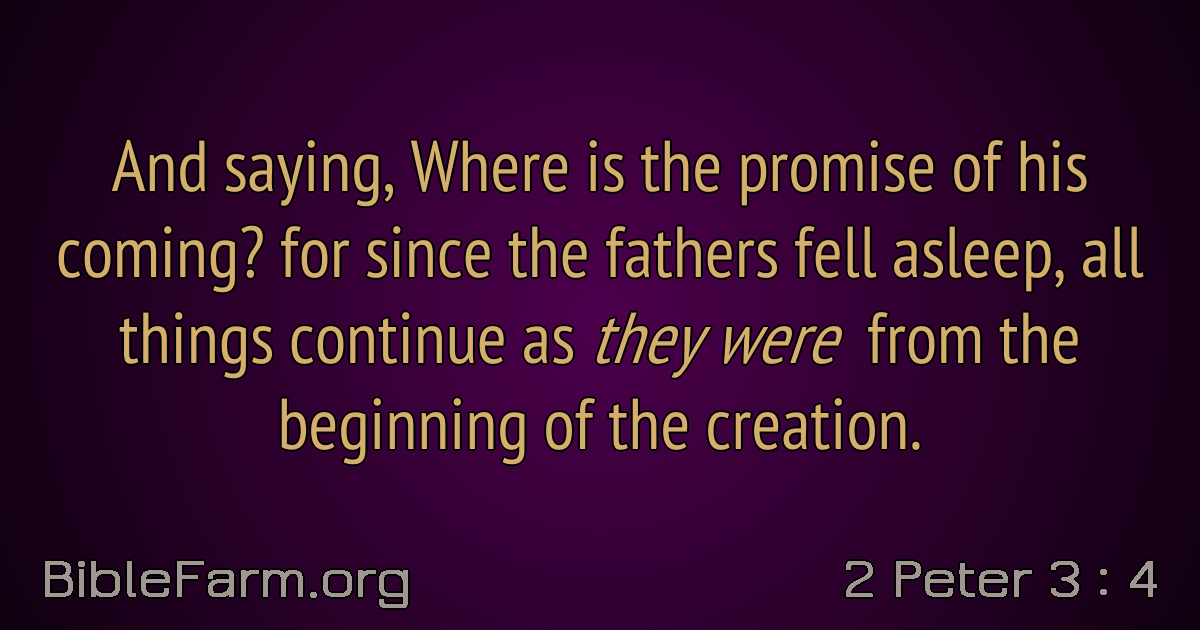 And saying, Where is the promise of his
coming? for since the fathers fell asleep, all
things continue as they were from the
beginning of the creation.
BibleFarm.org
2 Peter 3 : 4